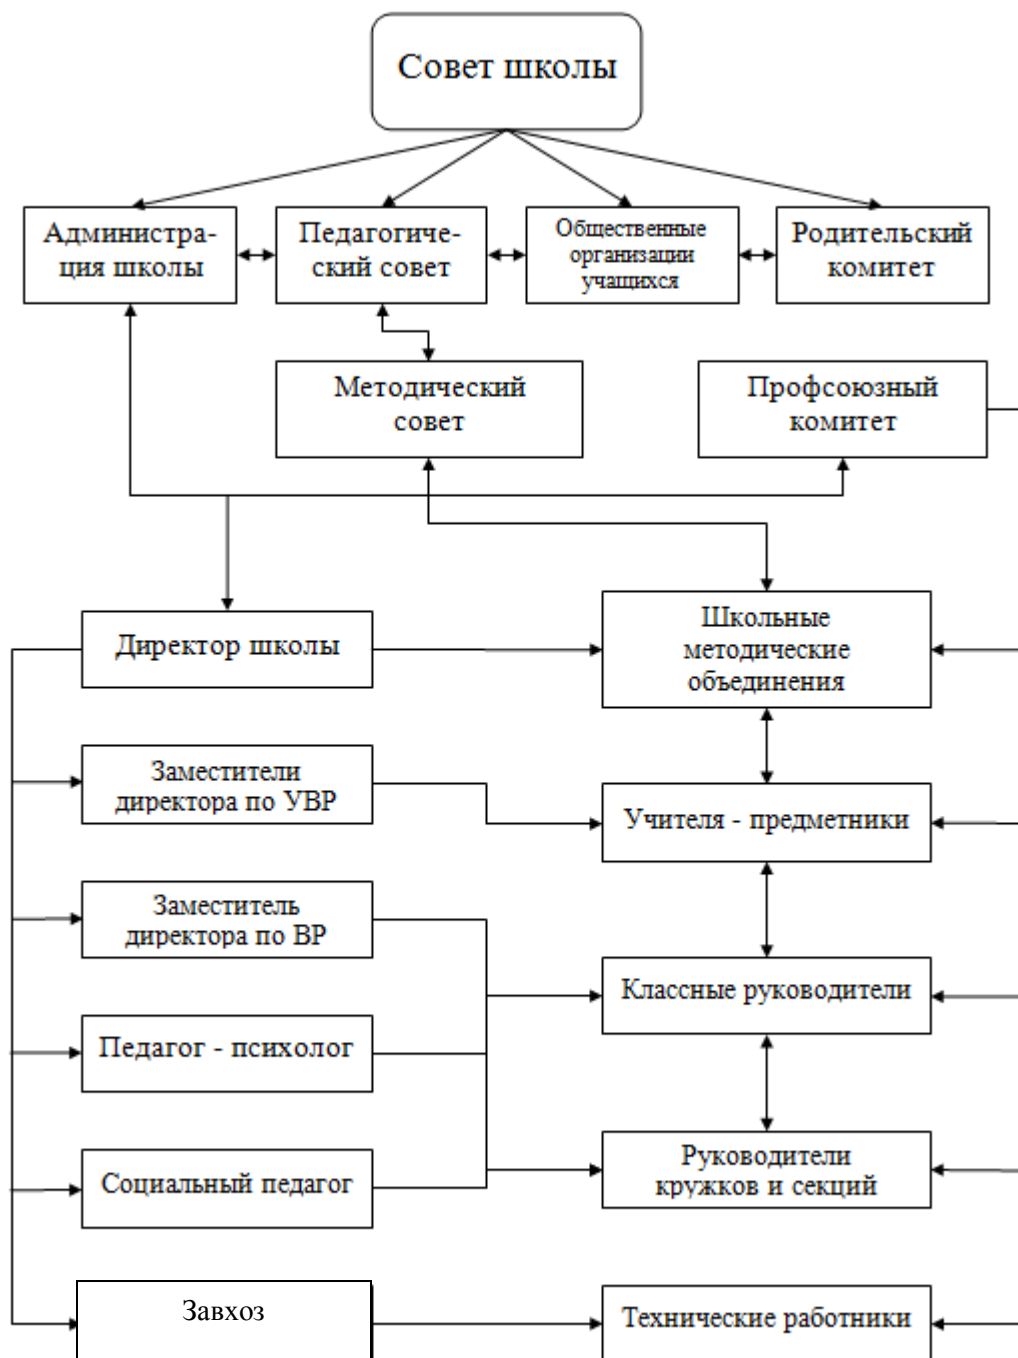 Совет школы
Администра-
ция школы
Педагогиче-
ский совет
Общественные
организации
учащихся
Родительский
комитет
Методический
совет
Профсоюзный
комитет
Директор школы
Школьные
методические
объединения
Заместители
директора по УВР
Учителя - предметники
Заместитель
директора по ВР
Классные руководители
Педагог - психолог
Социальный педагог
Руководители
кружков и секций
Завхоз
Технические работники